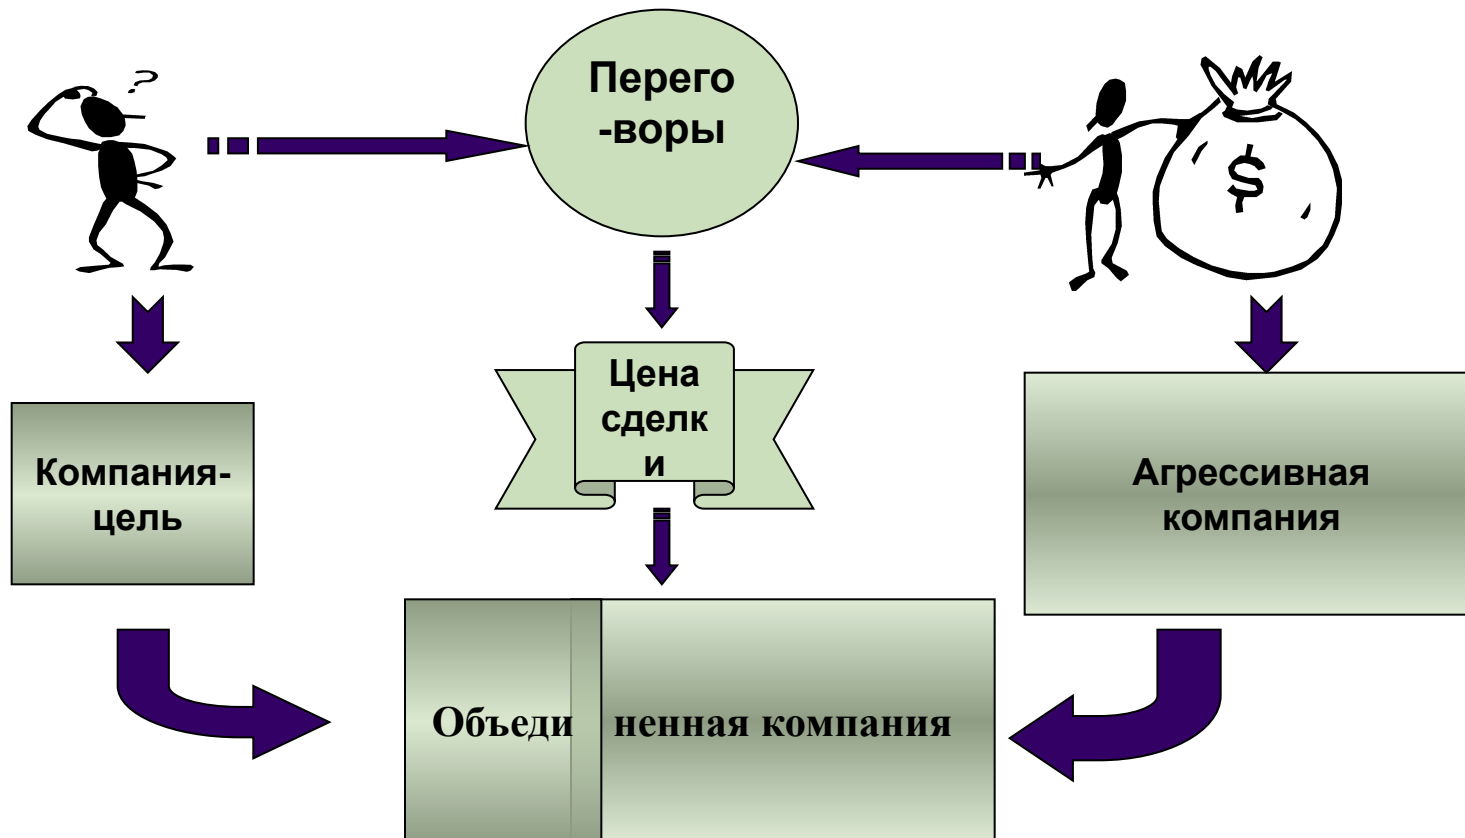 ?
Перего
-воры
$
Цена
сделк
и
Компания-
цель
Агрессивная
компания
Объеди ненная компания